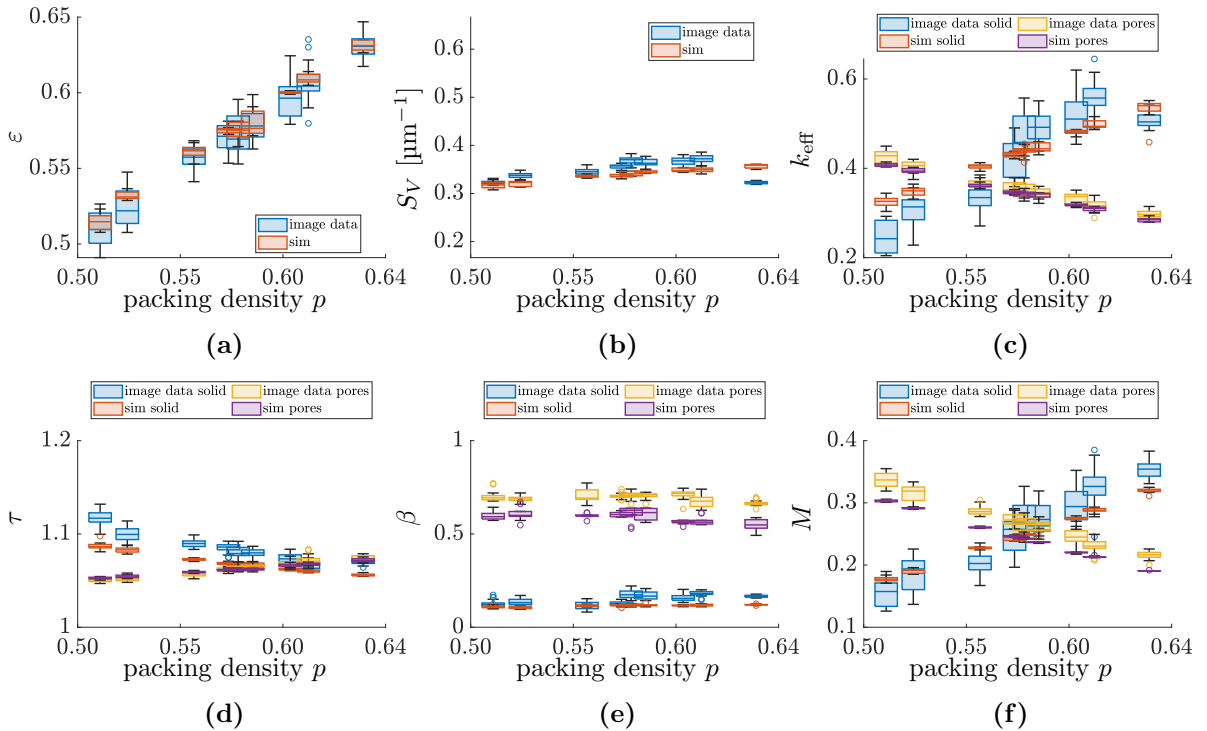 0.65
0.6
0.55
0.5
ε
image data
sim
0.50 0.55 0.60 0.64
packing density p
(a)
0.6
0.4
0.2
S_V [µm⁻¹]
image data
sim
0.50 0.55 0.60 0.64
packing density p
(b)
image data solid image data pores
sim solid sim pores
0.6
0.4
0.2
k_eff
0.50 0.55 0.60 0.64
packing density p
(c)
image data solid image data pores
sim solid sim pores
1.2
1.1
1
τ
0.50 0.55 0.60 0.64
packing density p
(d)
image data solid image data pores
sim solid sim pores
1
0.5
0
β
0.50 0.55 0.60 0.64
packing density p
(e)
image data solid image data pores
sim solid sim pores
0.4
0.3
0.2
0.1
M
0.50 0.55 0.60 0.64
packing density p
(f)